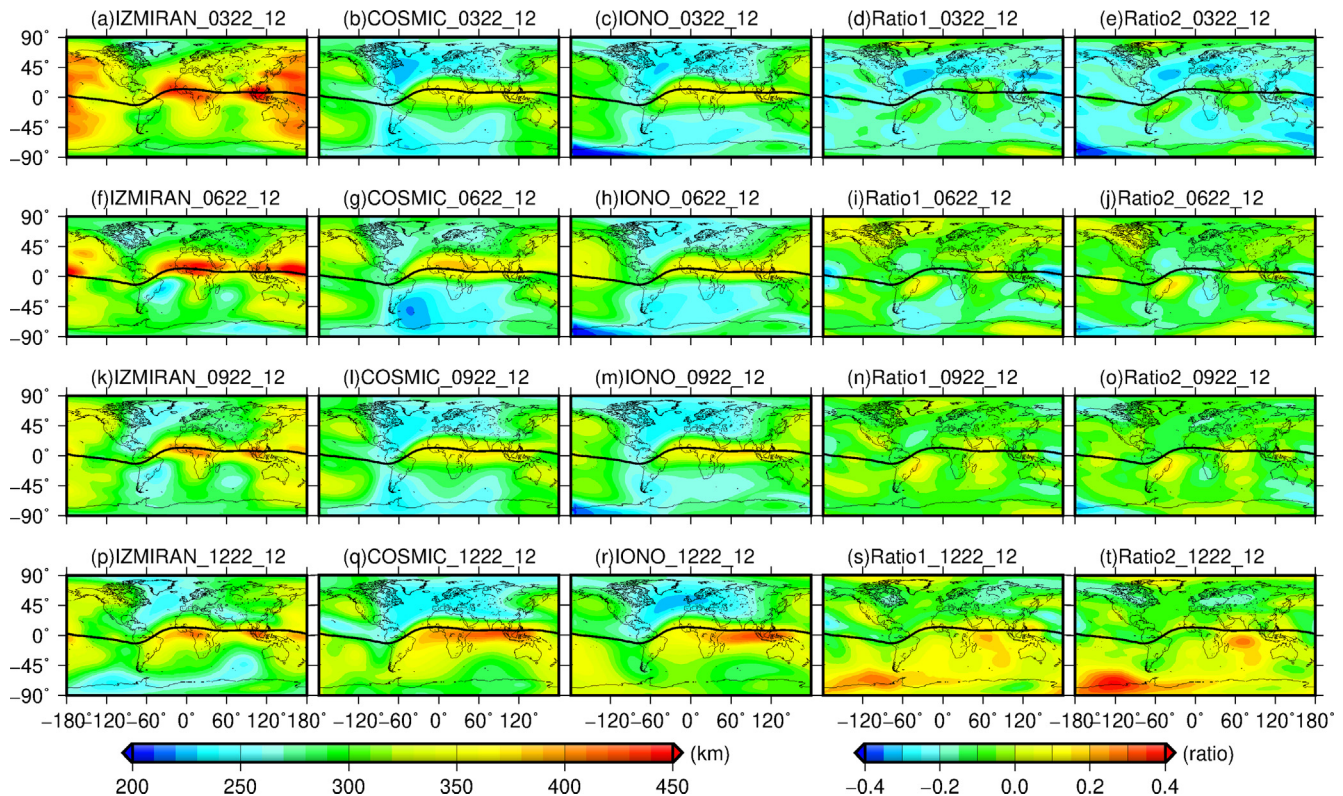 (a)IZMIRAN_0322_12 (b)COSMIC_0322_12 (c)IONO_0322_12 (d)Ratio1_0322_12 (e)Ratio2_0322_12
90˚
45˚
0˚
−45˚
−90˚
(f)IZMIRAN_0622_12 (g)COSMIC_0622_12 (h)IONO_0622_12 (i)Ratio1_0622_12 (j)Ratio2_0622_12
90˚
45˚
0˚
−45˚
−90˚
(k)IZMIRAN_0922_12 (l)COSMIC_0922_12 (m)IONO_0922_12 (n)Ratio1_0922_12 (o)Ratio2_0922_12
90˚
45˚
0˚
−45˚
−90˚
(p)IZMIRAN_1222_12 (q)COSMIC_1222_12 (r)IONO_1222_12 (s)Ratio1_1222_12 (t)Ratio2_1222_12
90˚
45˚
0˚
−45˚
−90˚
−180˚ −60˚ 0˚ 60˚ 120˚ 180˚ −120˚ −60˚ 0˚ 60˚ 120˚ −120˚ −60˚ 0˚ 60˚ 120˚ −120˚ −60˚ 0˚ 60˚ 120˚ −180˚ −120˚ −60˚ 0˚ 60˚ 120˚ 180˚
(km) (ratio)
200 250 300 350 400 450 −0.4 −0.2 0.0 0.2 0.4